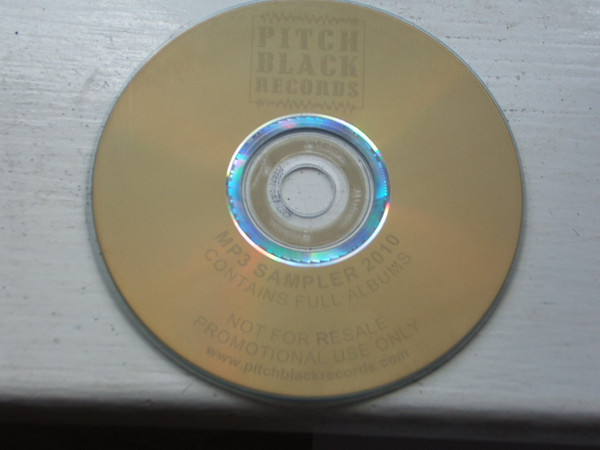 PITCH
BLACK
RECORDS
MP3 SAMPLER 2010
CONTAINS FULL ALBUMS
NOT FOR RESALE
PROMOTIONAL USE ONLY
www.pitchblackrecords.com